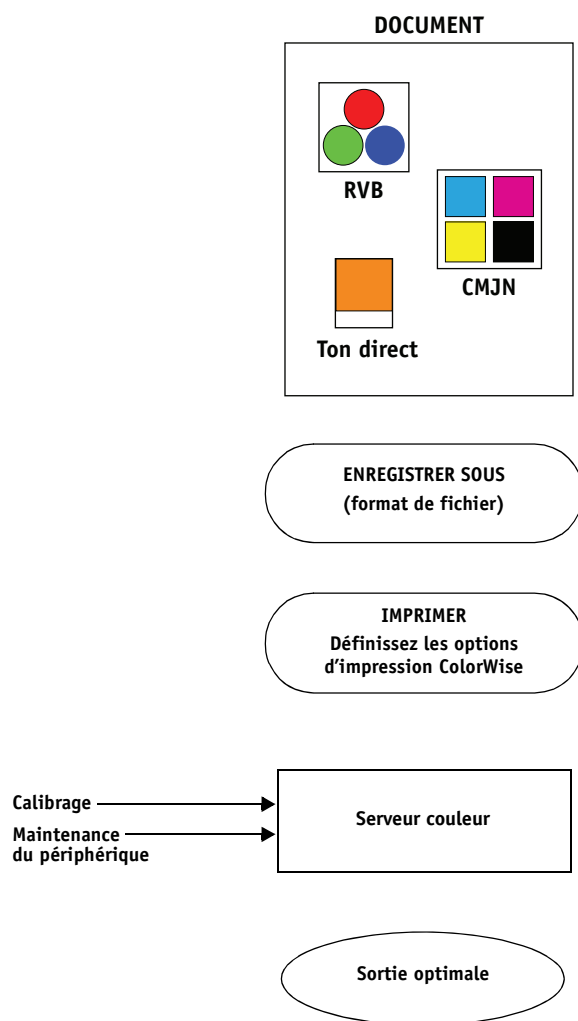 DOCUMENT
RVB
CMJN
Ton direct
ENREGISTRER SOUS
(format de fichier)
IMPRIMER
Définissez les options
d’impression ColorWise
Calibrage
Maintenance
du périphérique
Serveur couleur
Sortie optimale